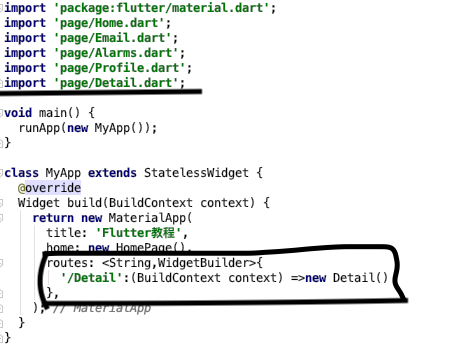 import 'package:flutter/material.dart';
import 'page/Home.dart';
import 'page/Email.dart';
import 'page/Alarms.dart';
import 'page/Profile.dart';
import 'page/Detail.dart';
void main() {
runApp(new MyApp());
}
class MyApp extends StatelessWidget {
@override
Widget build(BuildContext context) {
return new MaterialApp(
title: 'Flutter教程',
home: new HomePage(),
routes: <String,WidgetBuilder>{
'/Detail':(BuildContext context) =>new Detail()
},
); // MaterialApp
}
}